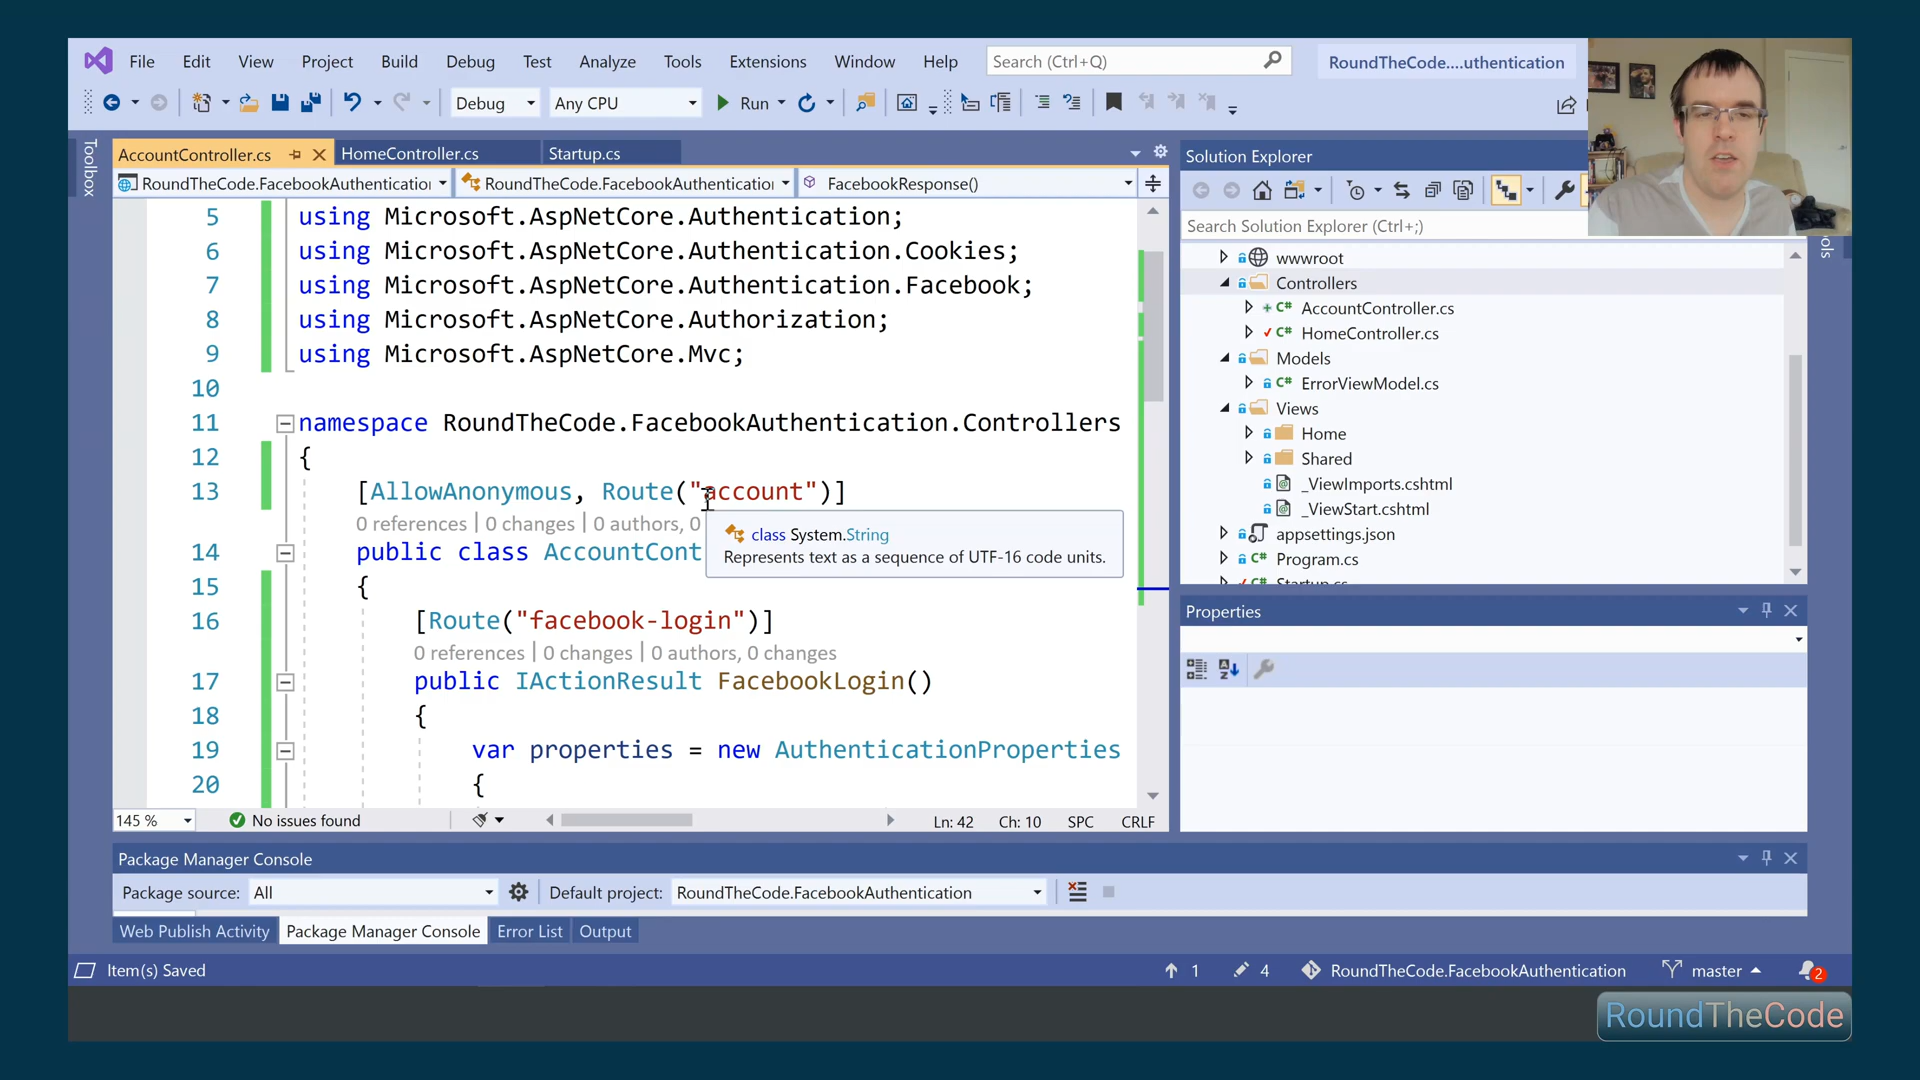 File Edit View Project Build Debug Test Analyze Tools Extensions Window Help Search (Ctrl+Q) RoundTheCode....uthentication
Debug Any CPU Run
Toolbox
AccountController.cs HomeController.cs Startup.cs
RoundTheCode.FacebookAuthentication RoundTheCode.FacebookAuthentication FacebookResponse()
5 using Microsoft.AspNetCore.Authentication;
6 using Microsoft.AspNetCore.Authentication.Cookies;
7 using Microsoft.AspNetCore.Authentication.Facebook;
8 using Microsoft.AspNetCore.Authorization;
9 using Microsoft.AspNetCore.Mvc;
10
11 namespace RoundTheCode.FacebookAuthentication.Controllers
12 {
13 [AllowAnonymous, Route("account")]
0 references | 0 changes | 0 authors, 0
class System.String
Represents text as a sequence of UTF-16 code units.
14 public class AccountCont
15 {
16 [Route("facebook-login")]
0 references | 0 changes | 0 authors, 0 changes
17 public IActionResult FacebookLogin()
18 {
19 var properties = new AuthenticationProperties
20 {
145 % No issues found Ln: 42 Ch: 10 SPC CRLF
Solution Explorer
Search Solution Explorer (Ctrl+;)
wwwroot
Controllers
C# AccountController.cs
C# HomeController.cs
Models
C# ErrorViewModel.cs
Views
Home
Shared
_ViewImports.cshtml
_ViewStart.cshtml
appsettings.json
C# Program.cs
C# Startup.cs
Properties
Package Manager Console
Package source: All Default project: RoundTheCode.FacebookAuthentication
Web Publish Activity Package Manager Console Error List Output
Item(s) Saved 1 4 RoundTheCode.FacebookAuthentication master 2
RoundTheCode